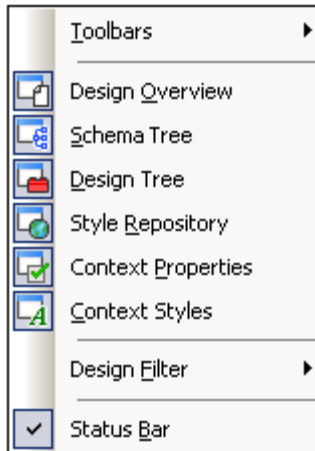 Toolbars
Design Overview
Schema Tree
Design Tree
Style Repository
Context Properties
Context Styles
Design Filter
Status Bar